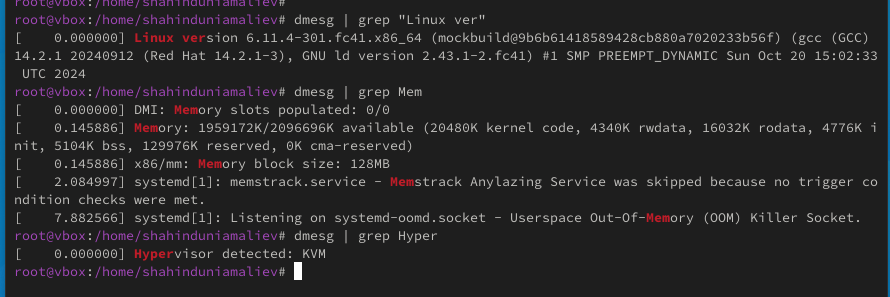 root@vbox:/home/shahinduniamaliev#
root@vbox:/home/shahinduniamaliev# dmesg | grep "Linux ver"
[    0.000000] Linux version 6.11.4-301.fc41.x86_64 (mockbuild@9b6b61418589428cb880a7020233b56f) (gcc (GCC)
14.2.1 20240912 (Red Hat 14.2.1-3), GNU ld version 2.43.1-2.fc41) #1 SMP PREEMPT_DYNAMIC Sun Oct 20 15:02:33
 UTC 2024
root@vbox:/home/shahinduniamaliev# dmesg | grep Mem
[    0.000000] DMI: Memory slots populated: 0/0
[    0.145886] Memory: 1959172K/2096696K available (20480K kernel code, 4340K rwdata, 16032K rodata, 4776K i
nit, 5104K bss, 129976K reserved, 0K cma-reserved)
[    0.145886] x86/mm: Memory block size: 128MB
[    2.084997] systemd[1]: memstrack.service - Memstrack Anylazing Service was skipped because no trigger co
ndition checks were met.
[    7.882566] systemd[1]: Listening on systemd-oomd.socket - Userspace Out-Of-Memory (OOM) Killer Socket.
root@vbox:/home/shahinduniamaliev# dmesg | grep Hyper
[    0.000000] Hypervisor detected: KVM
root@vbox:/home/shahinduniamaliev#